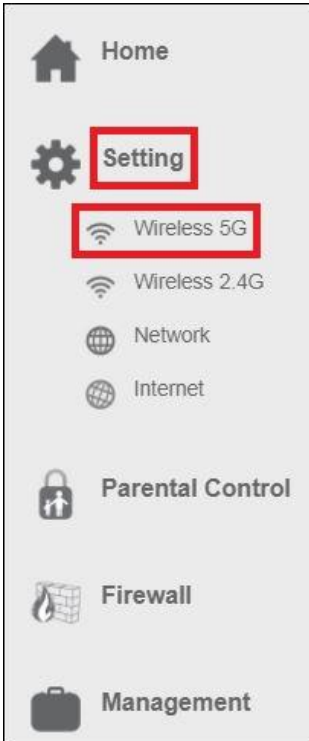 Home
Setting
Wireless 5G
Wireless 2.4G
Network
Internet
Parental Control
Firewall
Management